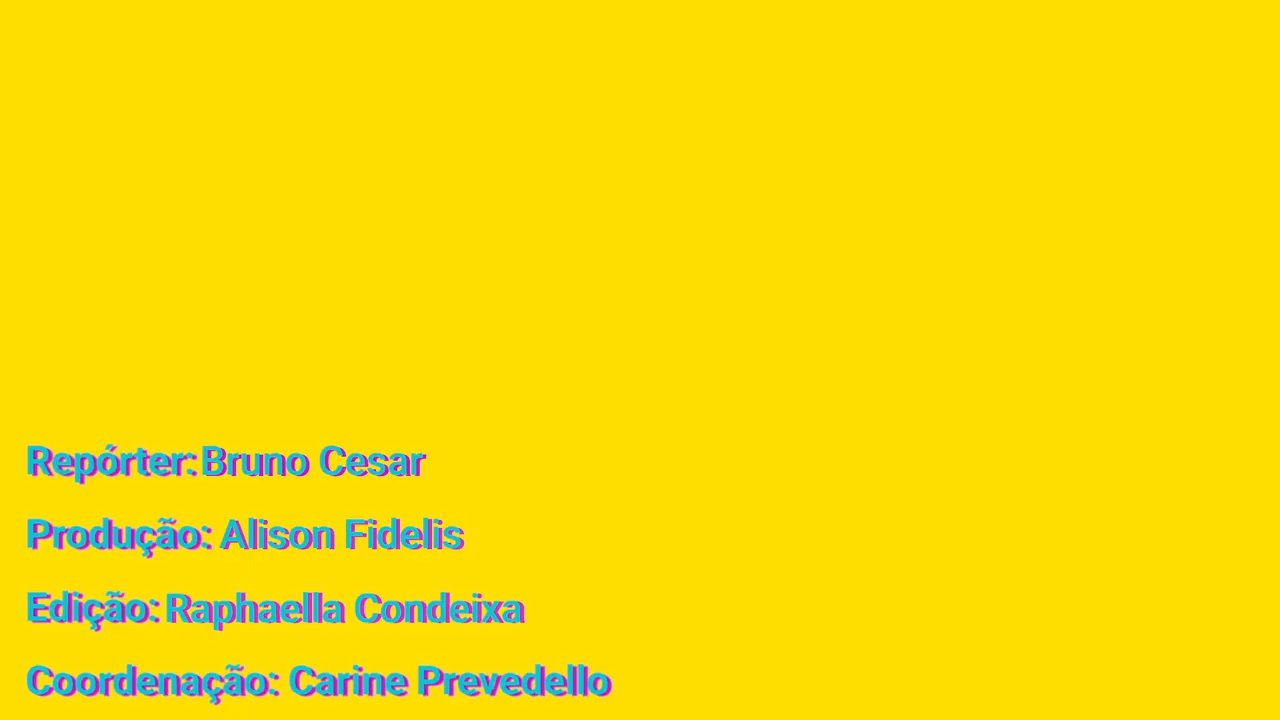 Repórter: Bruno Cesar
Produção: Alison Fidelis
Edição: Raphaella Condeixa
Coordenação: Carine Prevedello